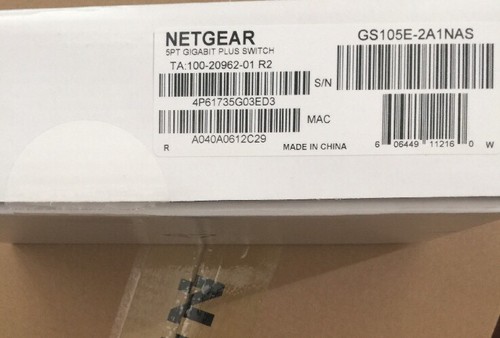 NETGEAR
5PT GIGABIT PLUS SWITCH
GS105E-2A1NAS
TA:100-20962-01 R2
S/N
4P61735G03ED3
MAC
A040A0612C29
R
MADE IN CHINA
6 06449 11216 0 W